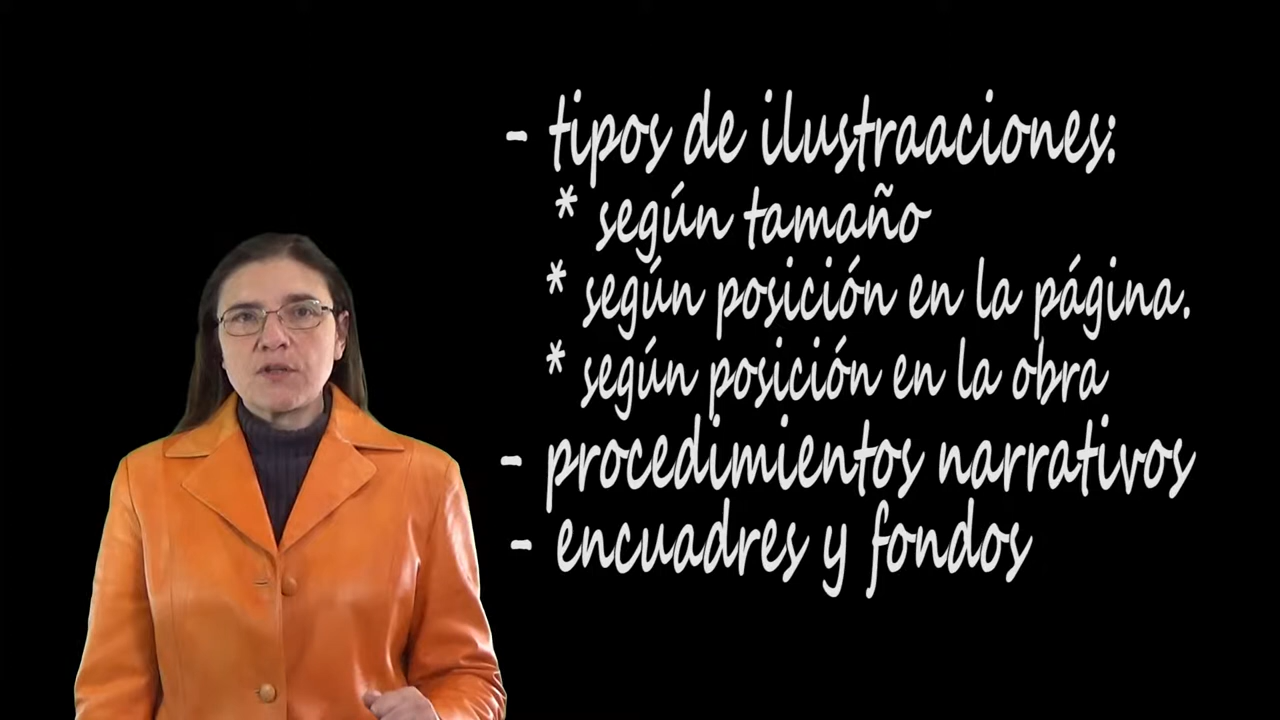 - tipos de ilustraaciones:
* según tamaño
* según posición en la página.
* según posición en la obra
- procedimientos narrativos
- encuadres y fondos